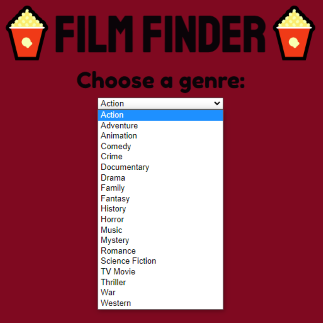 FILM FINDER
Choose a genre:
Action
Action
Adventure
Animation
Comedy
Crime
Documentary
Drama
Family
Fantasy
History
Horror
Music
Mystery
Romance
Science Fiction
TV Movie
Thriller
War
Western